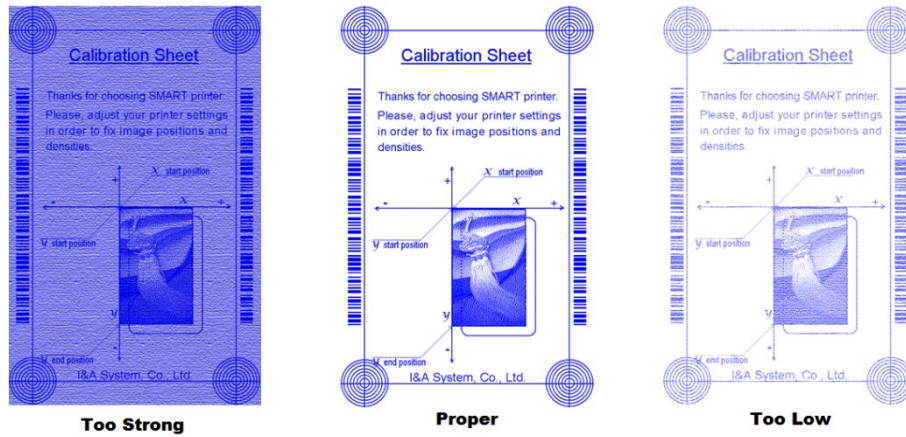 Calibration Sheet
Thanks for choosing SMART printer.
Please, adjust your printer settings
in order to fix image positions and
densities.
x start position
+
x
-
+
y start position
y
y end position
-
I&A System, Co., Ltd.
Too Strong
Calibration Sheet
Thanks for choosing SMART printer.
Please, adjust your printer settings
in order to fix image positions and
densities.
x start position
+
x
-
+
y start position
y
y end position
-
I&A System, Co., Ltd.
Proper
Calibration Sheet
Thanks for choosing SMART printer.
Please, adjust your printer settings
in order to fix image positions and
densitins.
x start position
+
x
-
+
y start position
y
y end position
-
I&A System, Co., Ltd.
Too Low